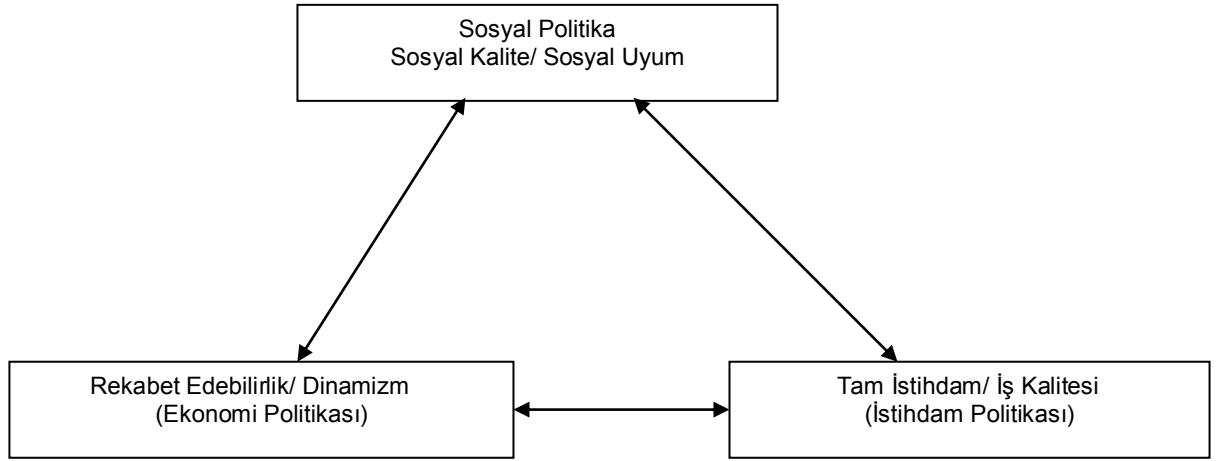 Sosyal Politika
Sosyal Kalite/ Sosyal Uyum
Rekabet Edebilirlik/ Dinamizm
(Ekonomi Politikası)
Tam İstihdam/ İş Kalitesi
(İstihdam Politikası)